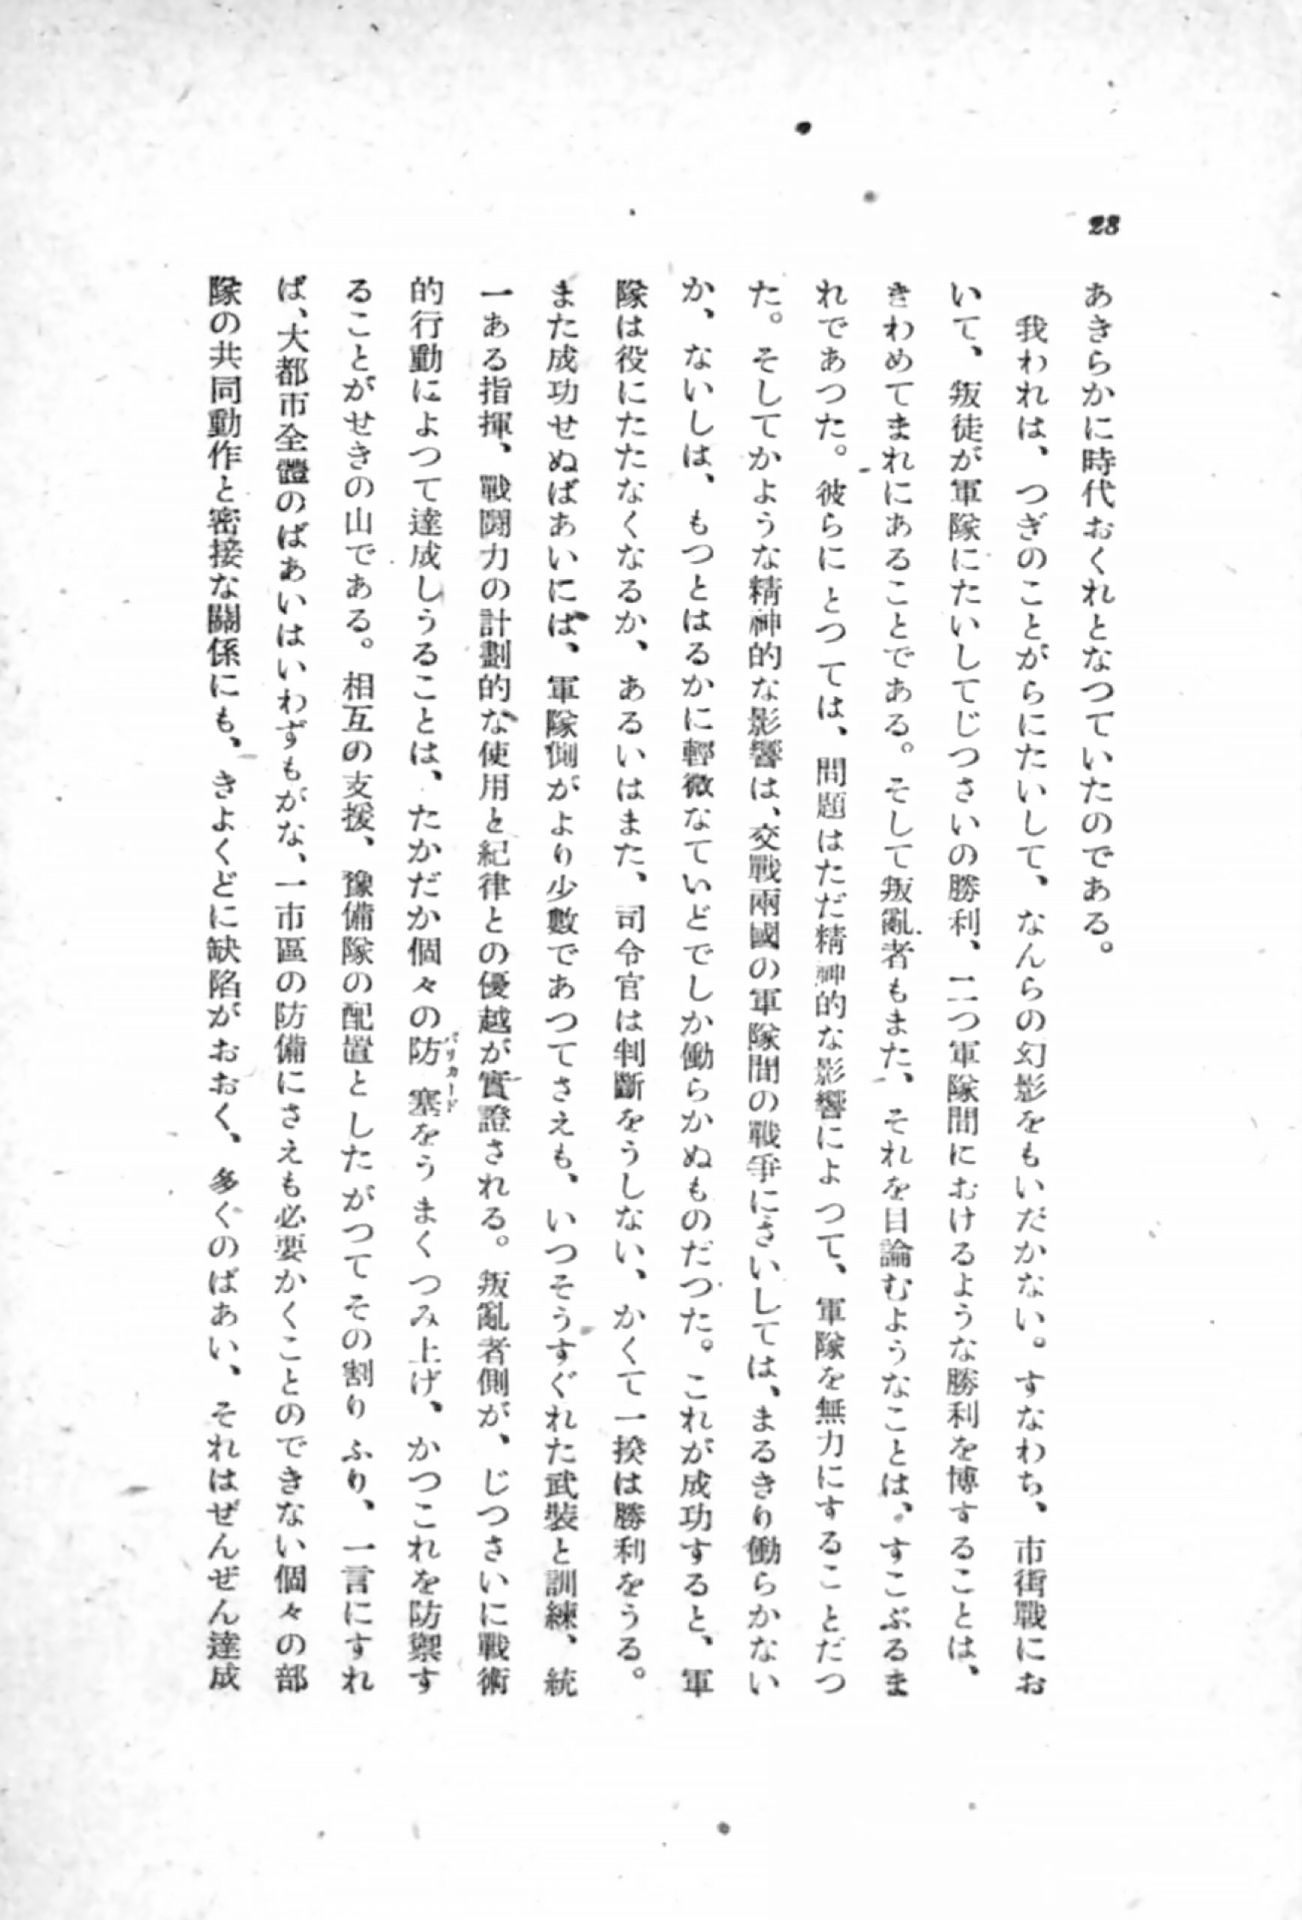 28
あきらかに時代おくれとなつていたのである。
我われは、つぎのことがらにたいして、なんらの幻影をもいだかない。すなわち、市街戰にお
いて、叛徒が軍隊にたいしてじつさいの勝利、二つ軍隊間におけるような勝利を博することは、
きわめてまれにあることである。そして叛亂者もまた、それを目論むようなことは、すこぶるま
れであつた。彼らにとつては、問題はただ精神的な影響によつて、軍隊を無力にすることだつ
た。そしてかような精神的な影響は、交戰兩國の軍隊間の戰爭にさいしては、まるきり働らかない
か、ないしは、もつとはるかに輕微なていどでしか働らかぬものだつた。これが成功すると、軍
隊は役にたたなくなるか、あるいはまた、司令官は判斷をうしない、かくて一揆は勝利をうる。
また成功せぬばあいには、軍隊側がより少數であつてさえも、いつそうすぐれた武裝と訓練、統
一ある指揮、戰鬪力の計劃的な使用と紀律との優越が實證される。叛亂者側が、じつさいに戰術
的行動によつて達成しうることは、たかだか個々の防塞をうまくつみ上げ、かつこれを防禦す
バリカード
ることがせきの山である。相互の支援、豫備隊の配置としたがつてその割りふり、一言にすれ
ば、大都市全體のばあいはいわずもがな、一市區の防備にさえも必要かくことのできない個々の部
隊の共同動作と密接な關係にも、きよくどに缺陷がおおく、多くのばあい、それはぜんぜん達成